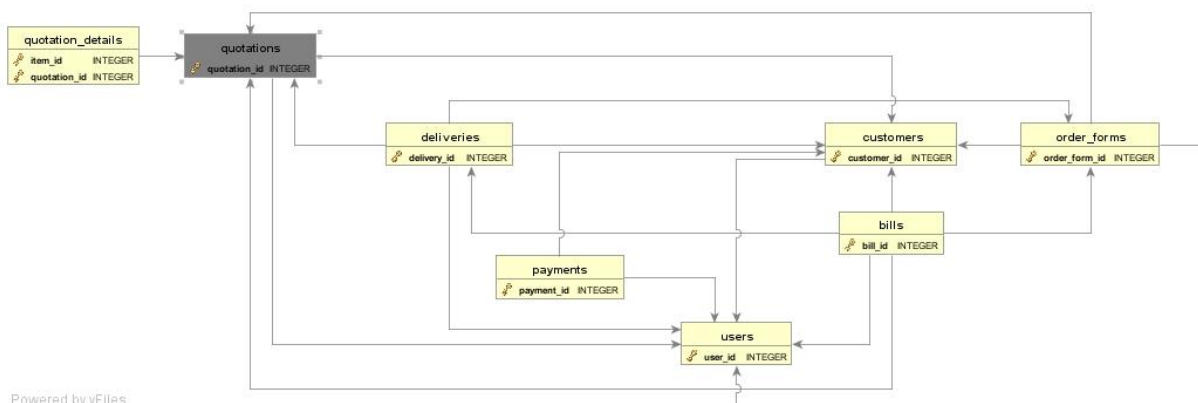 quotation_details
item_id INTEGER
quotation_id INTEGER
quotations
quotation_id INTEGER
deliveries
delivery_id INTEGER
customers
customer_id INTEGER
order_forms
order_form_id INTEGER
bills
bill_id INTEGER
payments
payment_id INTEGER
users
user_id INTEGER
Powered by yFiles